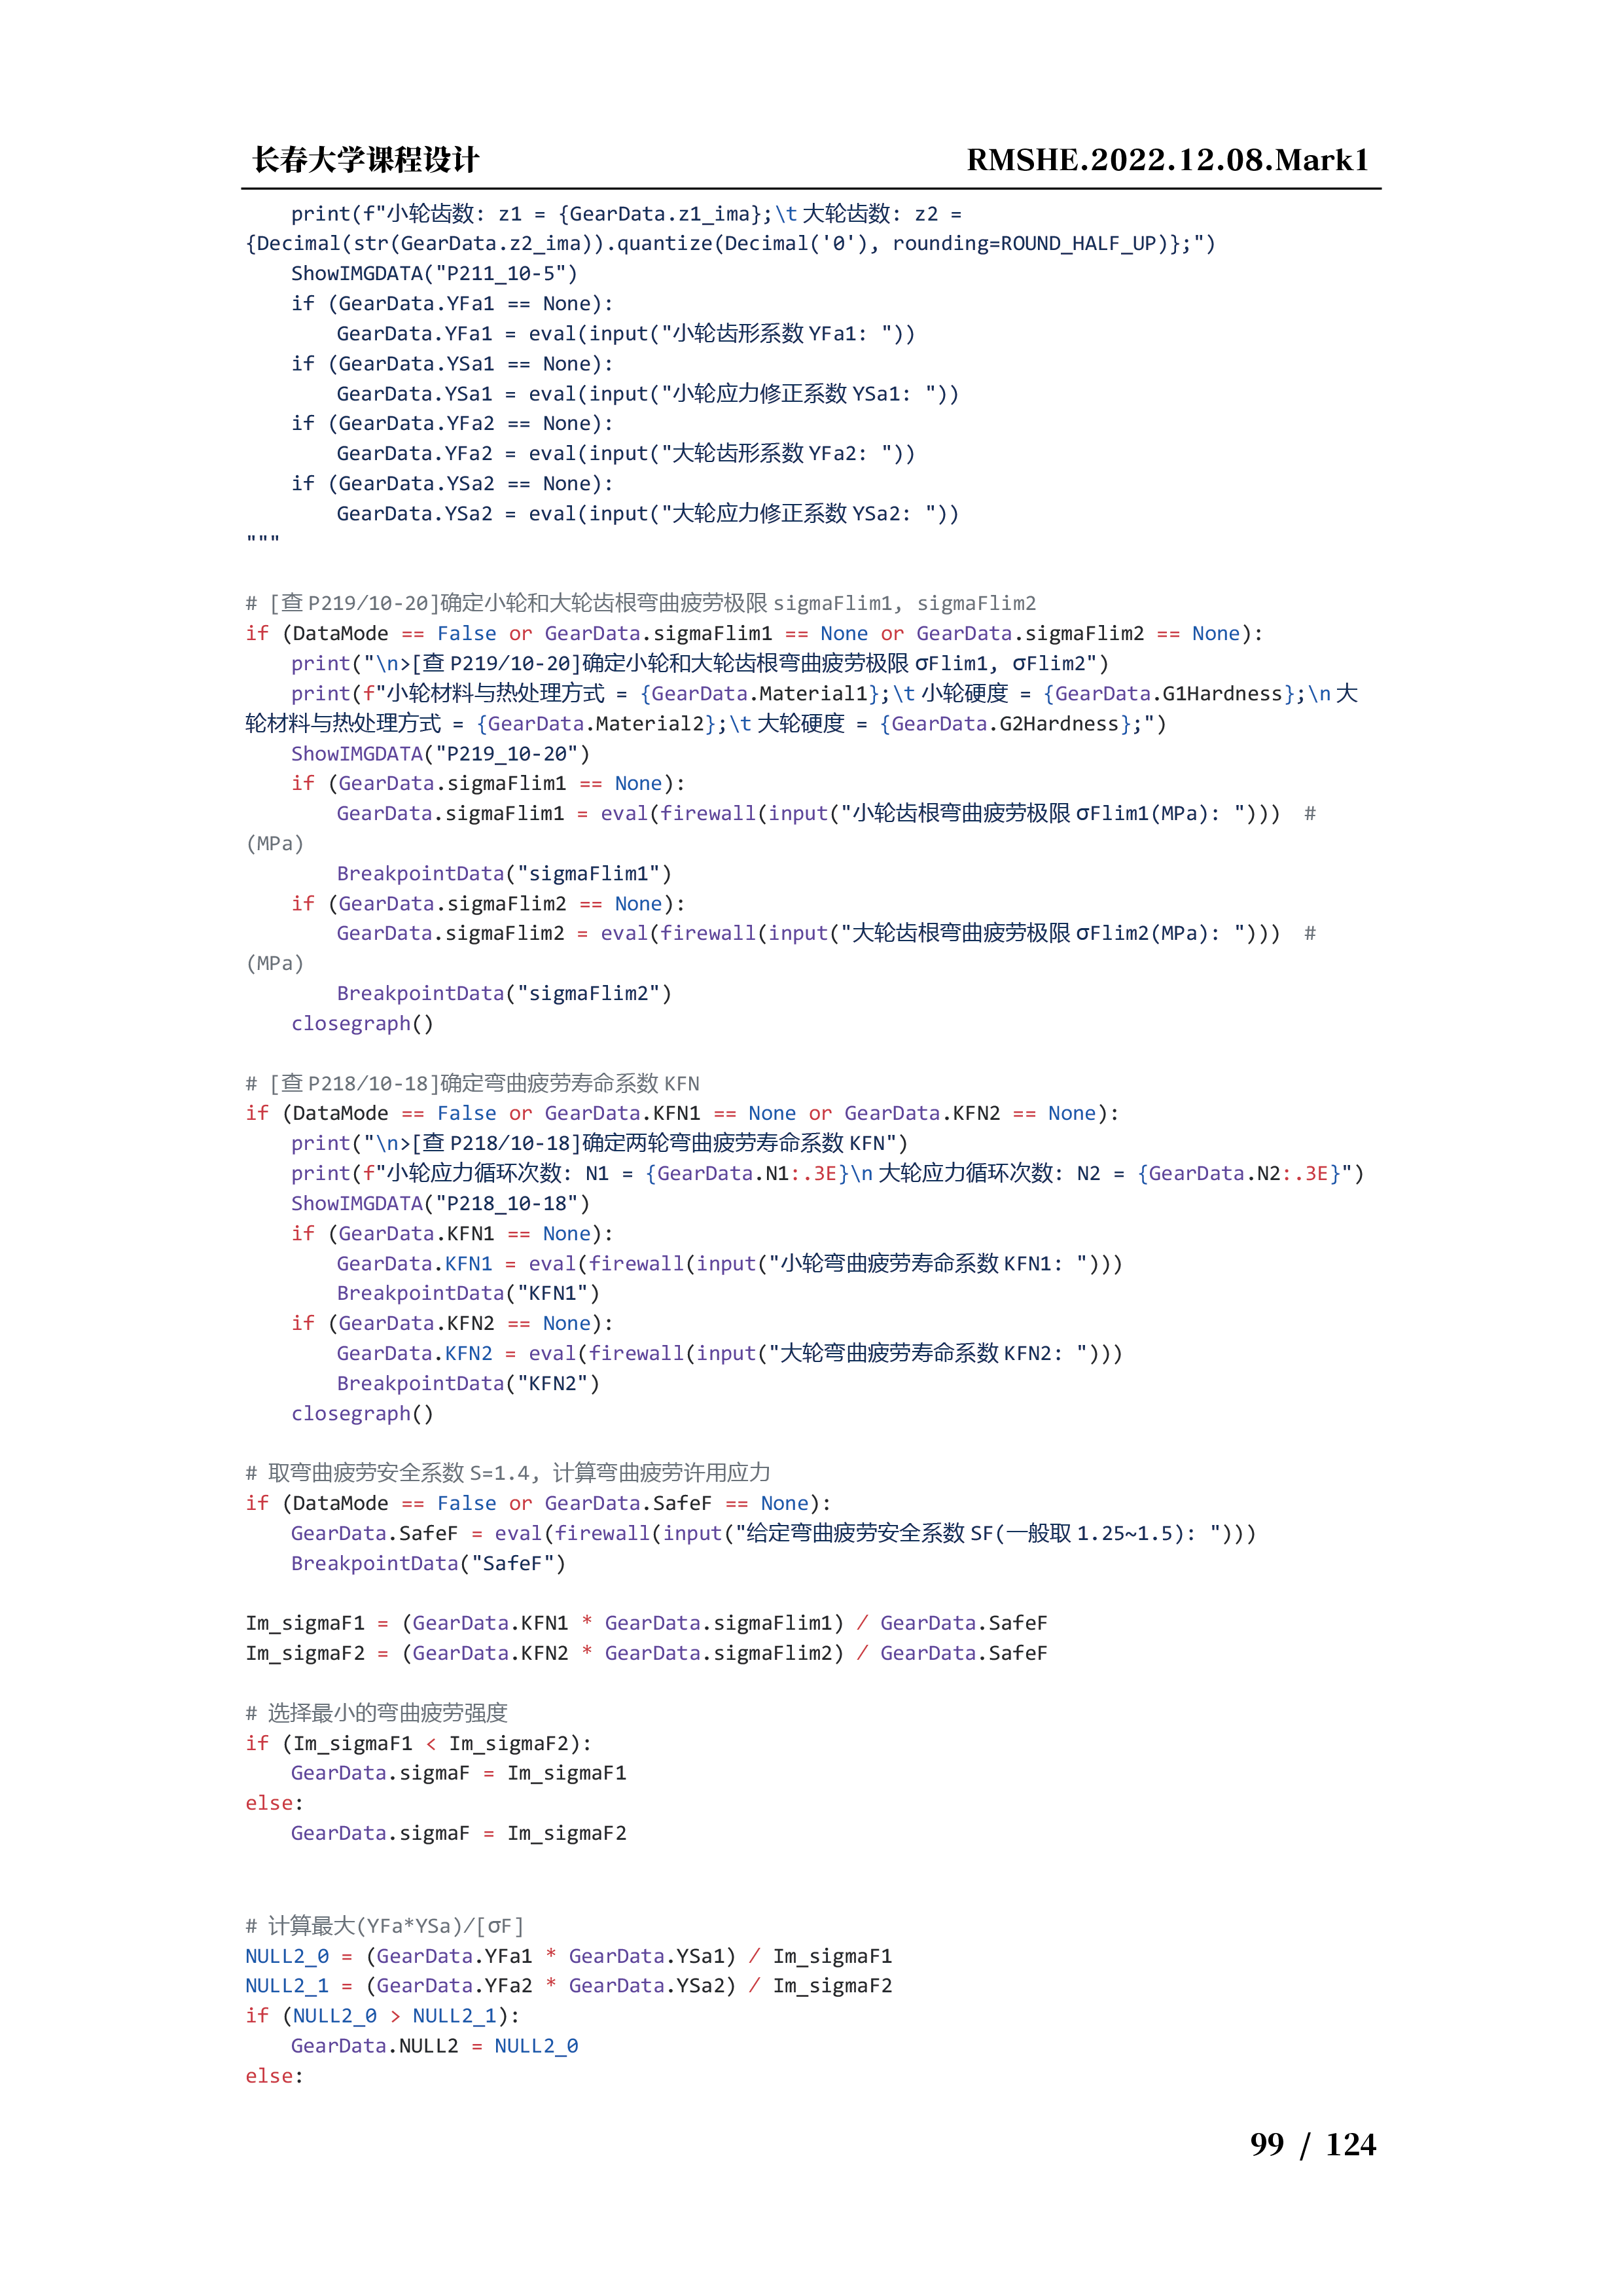 长春大学课程设计 RMSHE.2022.12.08.Mark1
    print(f"小轮齿数: z1 = {GearData.z1_ima};\t 大轮齿数: z2 =
{Decimal(str(GearData.z2_ima)).quantize(Decimal('0'), rounding=ROUND_HALF_UP)};")
    ShowIMGDATA("P211_10-5")
    if (GearData.YFa1 == None):
        GearData.YFa1 = eval(input("小轮齿形系数 YFa1: "))
    if (GearData.YSa1 == None):
        GearData.YSa1 = eval(input("小轮应力修正系数 YSa1: "))
    if (GearData.YFa2 == None):
        GearData.YFa2 = eval(input("大轮齿形系数 YFa2: "))
    if (GearData.YSa2 == None):
        GearData.YSa2 = eval(input("大轮应力修正系数 YSa2: "))
"""

# [查 P219/10-20]确定小轮和大轮齿根弯曲疲劳极限 sigmaFlim1, sigmaFlim2
if (DataMode == False or GearData.sigmaFlim1 == None or GearData.sigmaFlim2 == None):
    print("\n>[查 P219/10-20]确定小轮和大轮齿根弯曲疲劳极限 σFlim1, σFlim2")
    print(f"小轮材料与热处理方式 = {GearData.Material1};\t 小轮硬度 = {GearData.G1Hardness};\n 大
轮材料与热处理方式 = {GearData.Material2};\t 大轮硬度 = {GearData.G2Hardness};")
    ShowIMGDATA("P219_10-20")
    if (GearData.sigmaFlim1 == None):
        GearData.sigmaFlim1 = eval(firewall(input("小轮齿根弯曲疲劳极限 σFlim1(MPa): ")))  #
(MPa)
        BreakpointData("sigmaFlim1")
    if (GearData.sigmaFlim2 == None):
        GearData.sigmaFlim2 = eval(firewall(input("大轮齿根弯曲疲劳极限 σFlim2(MPa): ")))  #
(MPa)
        BreakpointData("sigmaFlim2")
    closegraph()

# [查 P218/10-18]确定弯曲疲劳寿命系数 KFN
if (DataMode == False or GearData.KFN1 == None or GearData.KFN2 == None):
    print("\n>[查 P218/10-18]确定两轮弯曲疲劳寿命系数 KFN")
    print(f"小轮应力循环次数: N1 = {GearData.N1:.3E}\n 大轮应力循环次数: N2 = {GearData.N2:.3E}")
    ShowIMGDATA("P218_10-18")
    if (GearData.KFN1 == None):
        GearData.KFN1 = eval(firewall(input("小轮弯曲疲劳寿命系数 KFN1: ")))
        BreakpointData("KFN1")
    if (GearData.KFN2 == None):
        GearData.KFN2 = eval(firewall(input("大轮弯曲疲劳寿命系数 KFN2: ")))
        BreakpointData("KFN2")
    closegraph()

# 取弯曲疲劳安全系数 S=1.4, 计算弯曲疲劳许用应力
if (DataMode == False or GearData.SafeF == None):
    GearData.SafeF = eval(firewall(input("给定弯曲疲劳安全系数 SF(一般取 1.25~1.5): ")))
    BreakpointData("SafeF")

Im_sigmaF1 = (GearData.KFN1 * GearData.sigmaFlim1) / GearData.SafeF
Im_sigmaF2 = (GearData.KFN2 * GearData.sigmaFlim2) / GearData.SafeF

# 选择最小的弯曲疲劳强度
if (Im_sigmaF1 < Im_sigmaF2):
    GearData.sigmaF = Im_sigmaF1
else:
    GearData.sigmaF = Im_sigmaF2

# 计算最大(YFa*YSa)/[σF]
NULL2_0 = (GearData.YFa1 * GearData.YSa1) / Im_sigmaF1
NULL2_1 = (GearData.YFa2 * GearData.YSa2) / Im_sigmaF2
if (NULL2_0 > NULL2_1):
    GearData.NULL2 = NULL2_0
else:
99 / 124